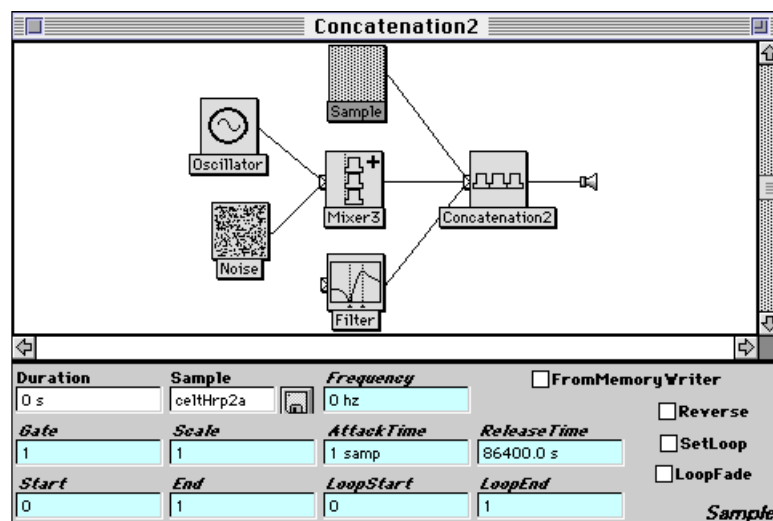 Concatenation2
Sample
Oscillator
Mixer3
Concatenation2
Noise
Filter
Duration Sample Frequency FromMemoryWriter
0 s celtHrp2a 0 hz
Reverse
Gate Scale AttackTime ReleaseTime
1 1 1 samp 86400.0 s
SetLoop
LoopFade
Start End LoopStart LoopEnd
0 1 0 1
Sample